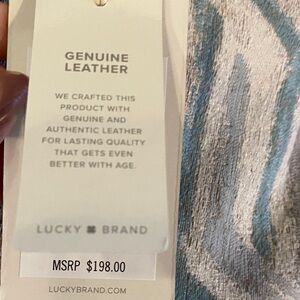 GENUINE
LEATHER
WE CRAFTED THIS
PRODUCT WITH
GENUINE AND
AUTHENTIC LEATHER
FOR LASTING QUALITY
THAT GETS EVEN
BETTER WITH AGE.
LUCKY BRAND
MSRP $198.00
LUCKYBRAND.COM